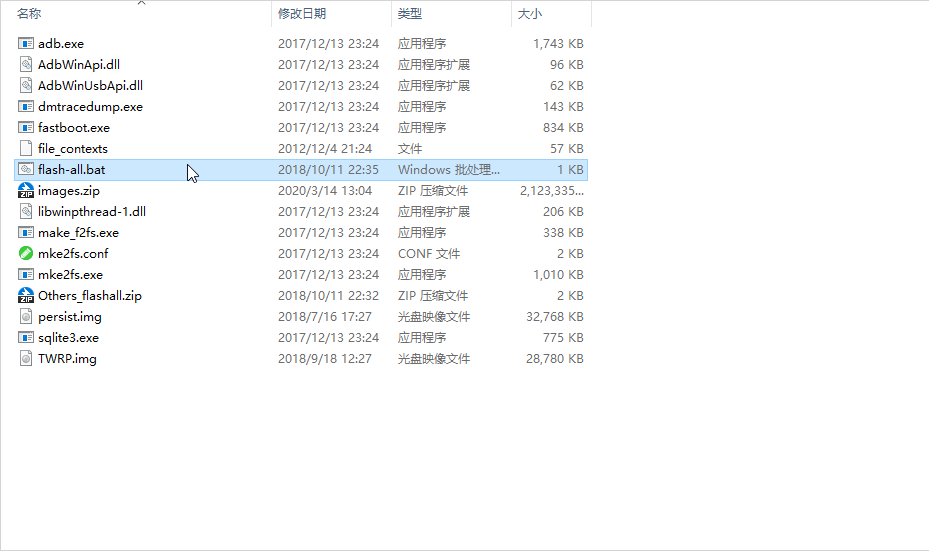 名称 修改日期 类型 大小
adb.exe 2017/12/13 23:24 应用程序 1,743 KB
AdbWinApi.dll 2017/12/13 23:24 应用程序扩展 96 KB
AdbWinUsbApi.dll 2017/12/13 23:24 应用程序扩展 62 KB
dmtracedump.exe 2017/12/13 23:24 应用程序 143 KB
fastboot.exe 2017/12/13 23:24 应用程序 834 KB
file_contexts 2012/12/4 21:24 文件 57 KB
flash-all.bat 2018/10/11 22:35 Windows 批处理... 1 KB
images.zip 2020/3/14 13:04 ZIP 压缩文件 2,123,335...
libwinpthread-1.dll 2017/12/13 23:24 应用程序扩展 206 KB
make_f2fs.exe 2017/12/13 23:24 应用程序 338 KB
mke2fs.conf 2017/12/13 23:24 CONF 文件 2 KB
mke2fs.exe 2017/12/13 23:24 应用程序 1,010 KB
Others_flashall.zip 2018/10/11 22:32 ZIP 压缩文件 2 KB
persist.img 2018/7/16 17:27 光盘映像文件 32,768 KB
sqlite3.exe 2017/12/13 23:24 应用程序 775 KB
TWRP.img 2018/9/18 12:27 光盘映像文件 28,780 KB